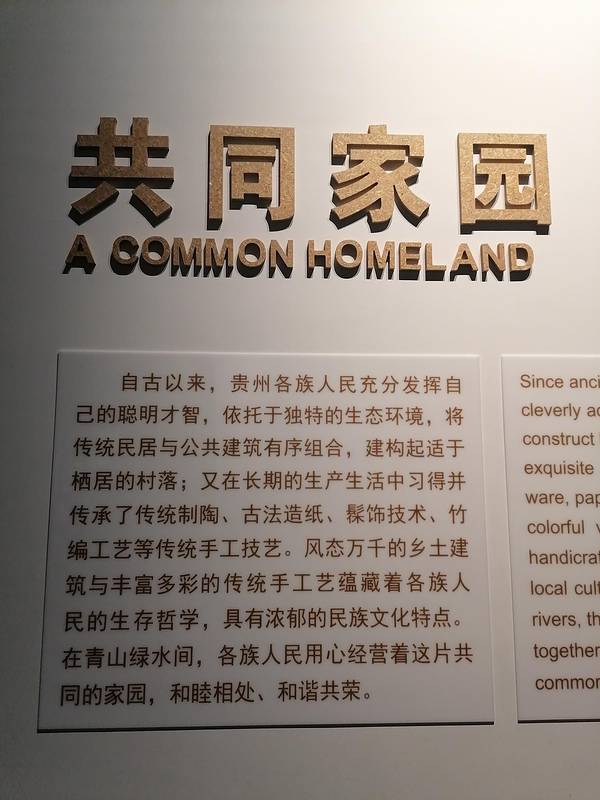 共同家园
A COMMON HOMELAND
自古以来，贵州各族人民充分发挥自
己的聪明才智，依托于独特的生态环境，将
传统民居与公共建筑有序组合，建构起适于
栖居的村落；又在长期的生产生活中习得并
传承了传统制陶、古法造纸、髹饰技术、竹
编工艺等传统手工技艺。风态万千的乡土建
筑与丰富多彩的传统手工艺蕴藏着各族人
民的生存哲学，具有浓郁的民族文化特点。
在青山绿水间，各族人民用心经营着这片共
同的家园，和睦相处、和谐共荣。
Since anci
cleverly ac
construct
exquisite
ware, pap
colorful v
handicraf
local cult
rivers, th
together
common